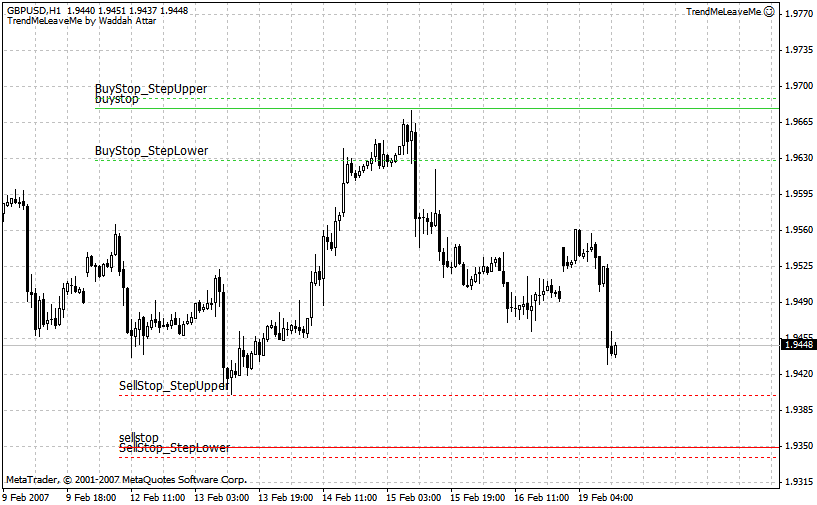 GBPUSD,H1 1.9440 1.9451 1.9437 1.9448
TrendMeLeaveMe by Waddah Attar
TrendMeLeaveMe ☺
1.9770
1.9735
BuyStop_StepUpper
1.9700
buystop
1.9665
BuyStop_StepLower
1.9630
1.9595
1.9560
1.9525
1.9490
1.9455
1.9448
1.9420
SellStop_StepUpper
1.9385
sellstop
1.9350
SellStop_StepLower
1.9315
MetaTrader, © 2001-2007 MetaQuotes Software Corp.
9 Feb 2007 9 Feb 18:00 12 Feb 11:00 13 Feb 03:00 13 Feb 19:00 14 Feb 11:00 15 Feb 03:00 15 Feb 19:00 16 Feb 11:00 19 Feb 04:00